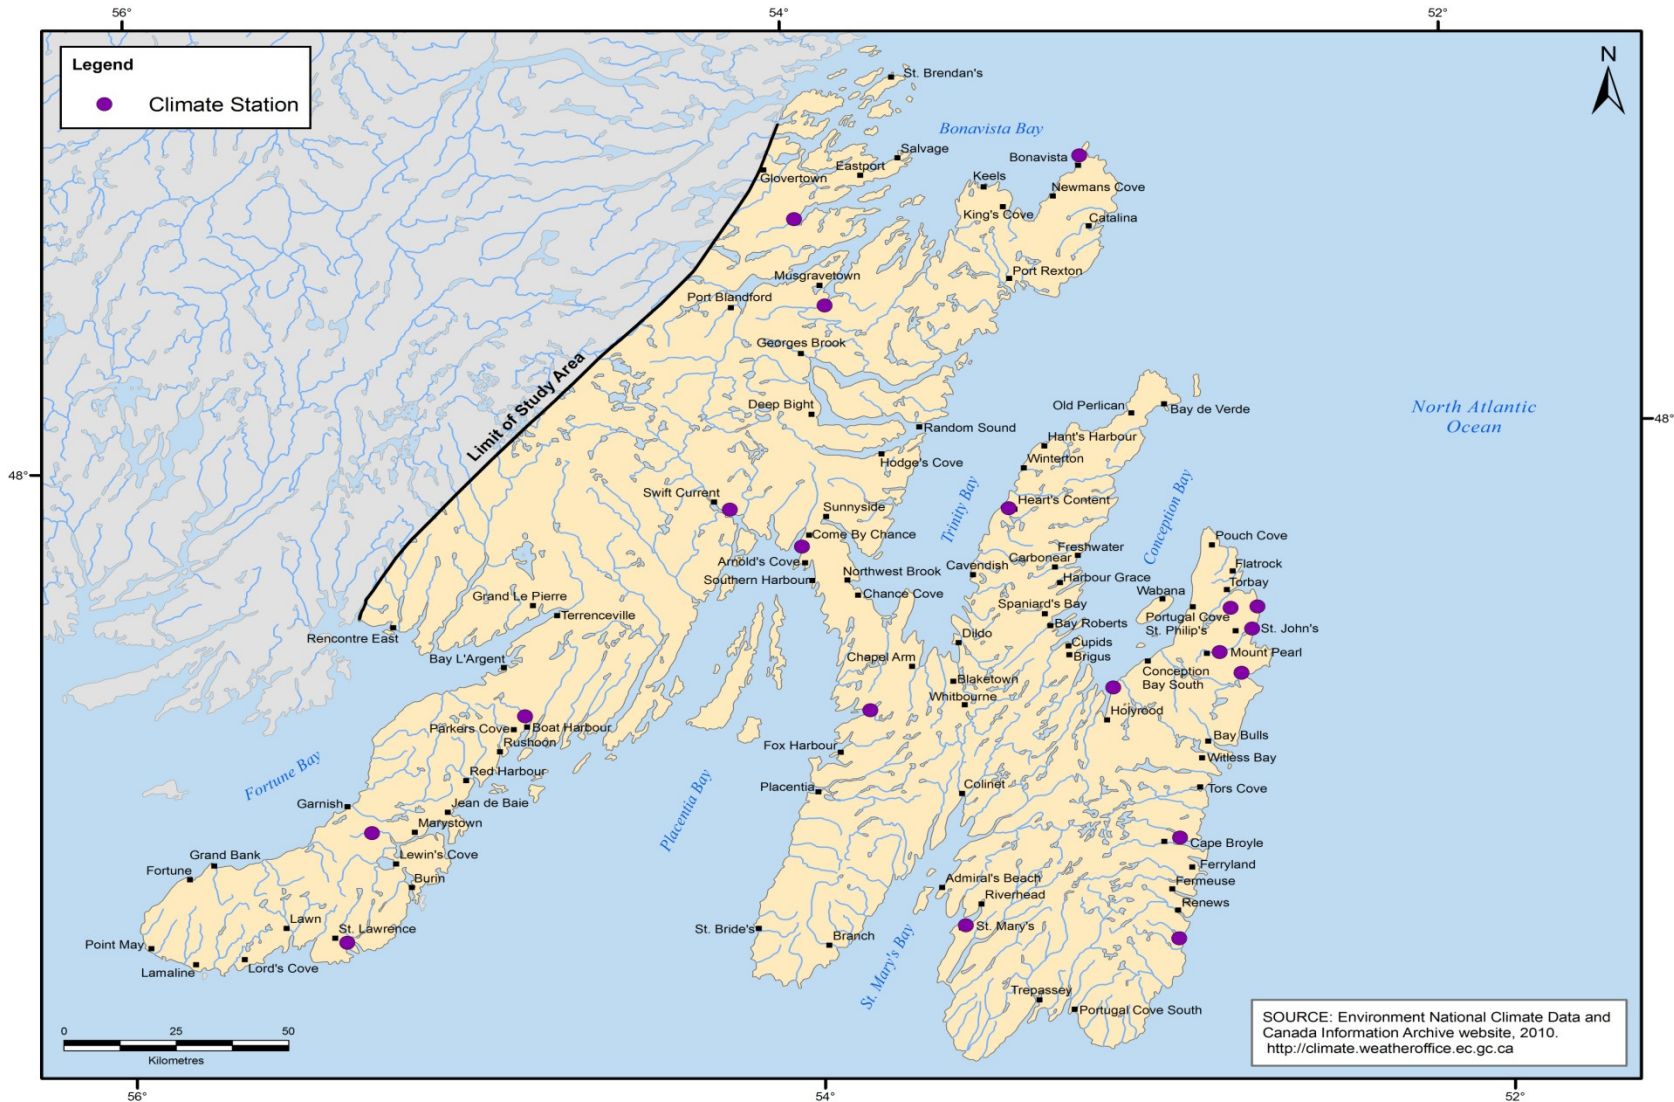 56°
54°
52°
Legend
Climate Station
N
St. Brendan's
Bonavista Bay
Salvage
Bonavista
Eastport
Glovertown
Keels
Newmans Cove
King's Cove
Catalina
Musgravetown
Port Rexton
Port Blandford
Georges Brook
Limit of Study Area
Deep Bight
Old Perlican
Bay de Verde
North Atlantic
Ocean
48°
Random Sound
Hant's Harbour
Hodge's Cove
Winterton
48°
Swift Current
Trinity Bay
Heart's Content
Conception Bay
Sunnyside
Come By Chance
Pouch Cove
Freshwater
Arnold's Cove
Carbonear
Flatrock
Cavendish
Southern Harbour
Northwest Brook
Harbour Grace
Torbay
Chance Cove
Wabana
Grand Le Pierre
Terrenceville
Spaniard's Bay
Portugal Cove
St. Philip's
St. John's
Bay Roberts
Rencontre East
Dildo
Cupids
Brigus
Mount Pearl
Bay L'Argent
Chapel Arm
Conception
Bay South
Blaketown
Whitbourne
Holyrood
Parkers Cove
Boat Harbour
Rushoon
Fox Harbour
Bay Bulls
Witless Bay
Fortune Bay
Red Harbour
Placentia Bay
Placentia
Colinet
Tors Cove
Garnish
Jean de Baie
Marystown
Cape Broyle
Grand Bank
Lewin's Cove
Ferryland
Fortune
Burin
Admiral's Beach
Fermeuse
Riverhead
Renews
Lawn
St. Lawrence
St. Bride's
Branch
St. Mary's
St. Mary's Bay
Point May
Lamaline
Lord's Cove
Trepassey
Portugal Cove South
0
25
50
Kilometres
SOURCE: Environment National Climate Data and
Canada Information Archive website, 2010.
http://climate.weatheroffice.ec.gc.ca
56°
54°
52°